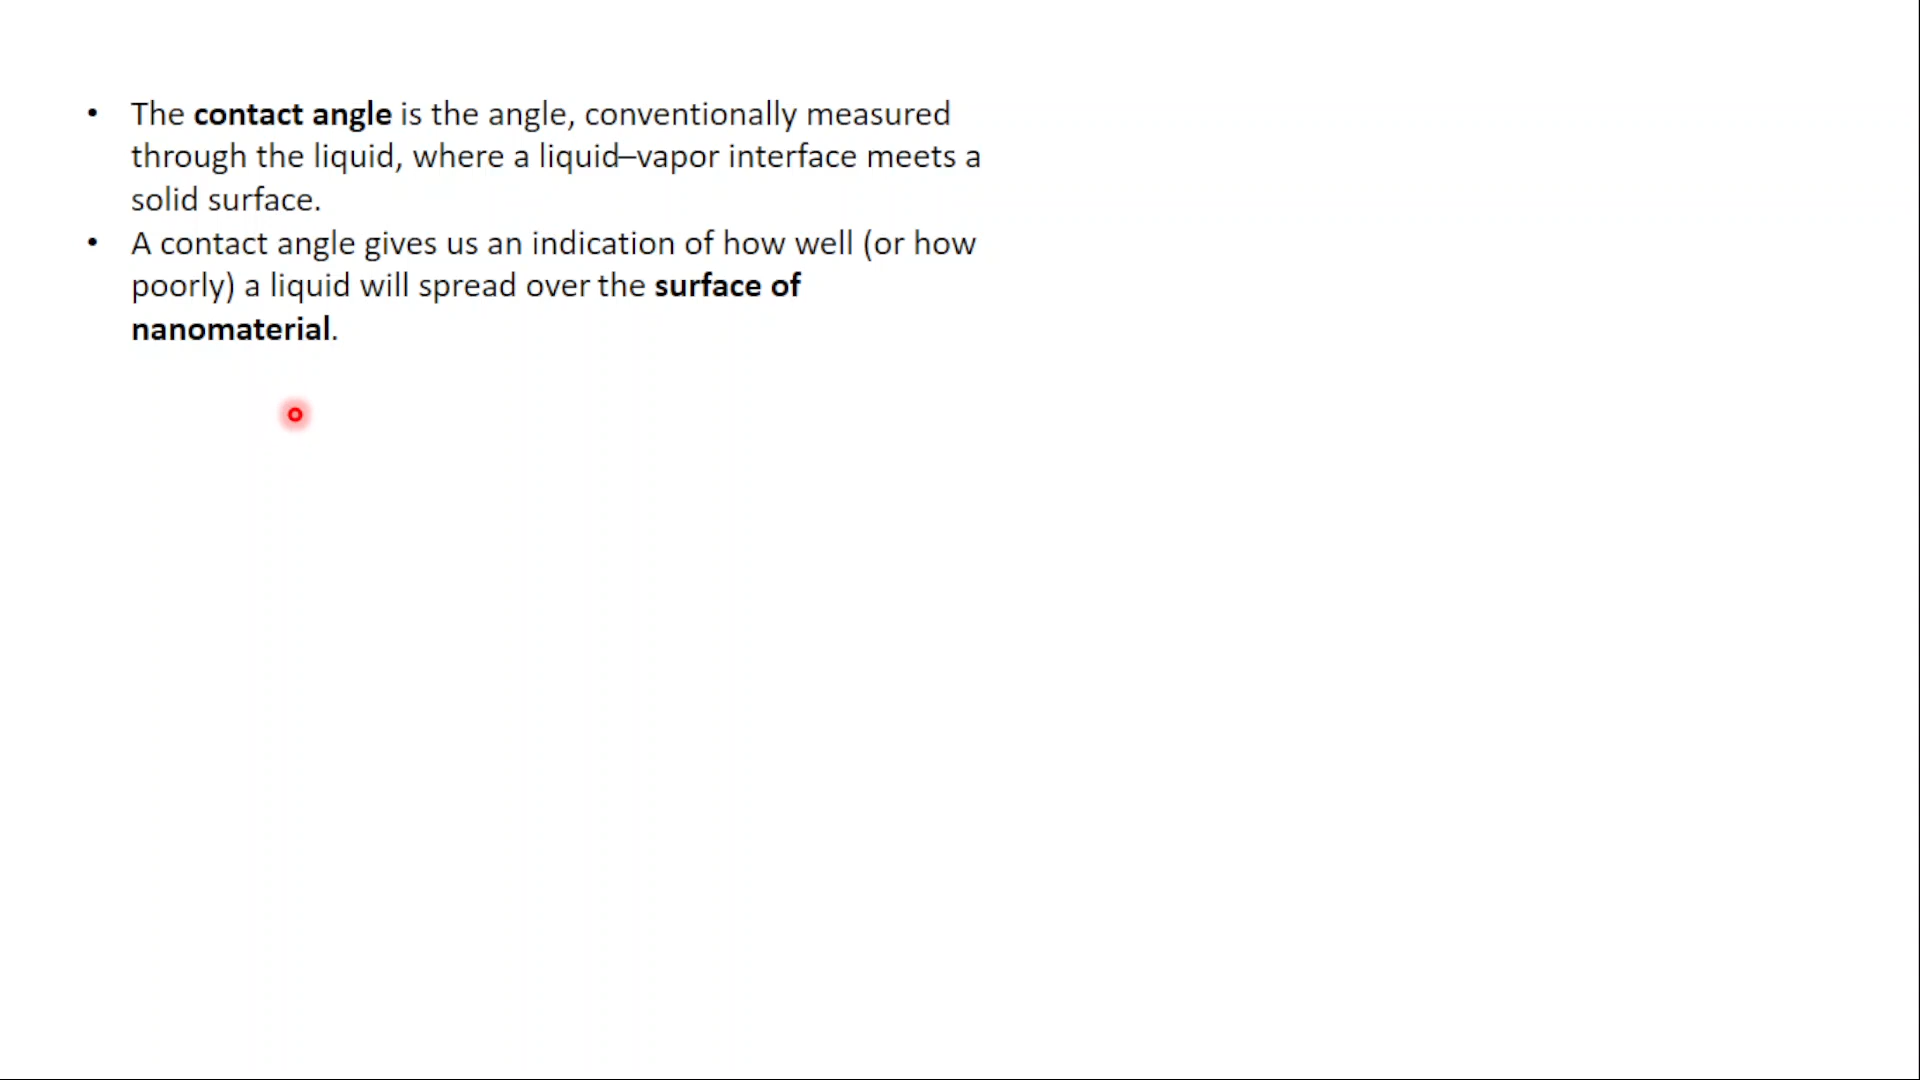 • The contact angle is the angle, conventionally measured
through the liquid, where a liquid–vapor interface meets a
solid surface.
• A contact angle gives us an indication of how well (or how
poorly) a liquid will spread over the surface of
nanomaterial.